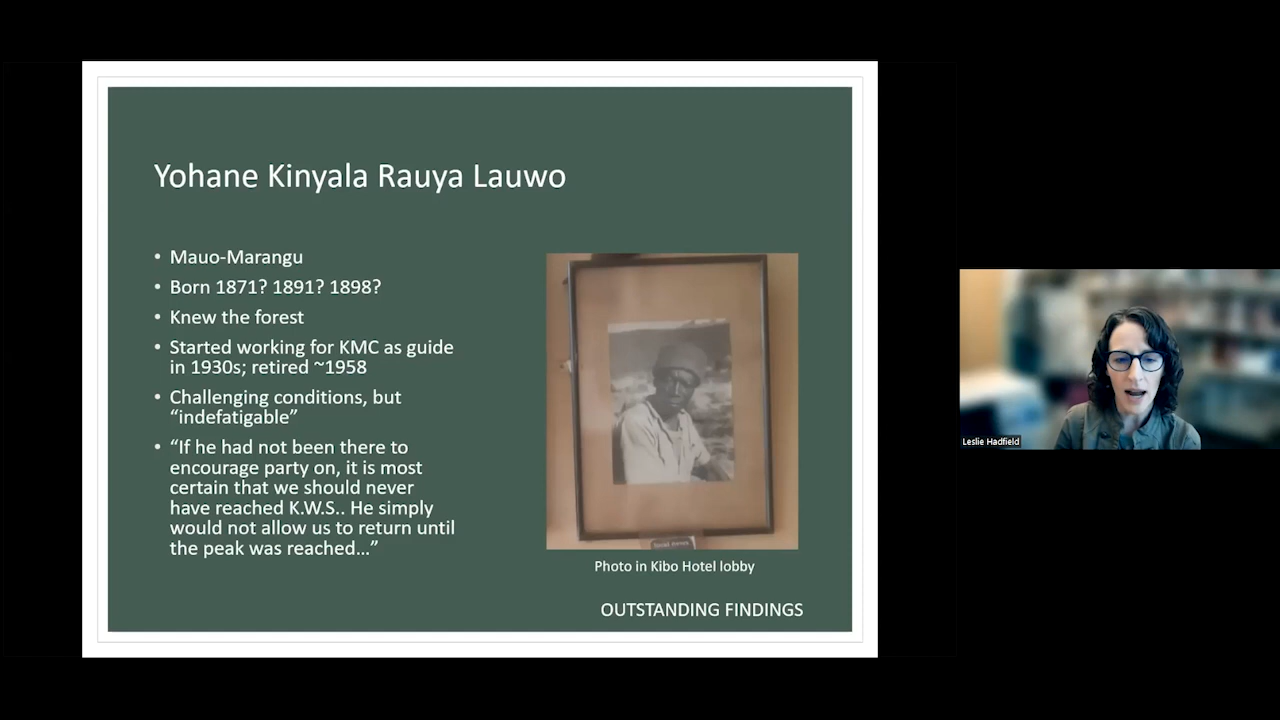 Yohane Kinyala Rauya Lauwo
• Mauo-Marangu
• Born 1871? 1891? 1898?
• Knew the forest
• Started working for KMC as guide
in 1930s; retired ~1958
• Challenging conditions, but
“indefatigable”
• “If he had not been there to
encourage party on, it is most
certain that we should never
have reached K.W.S.. He simply
would not allow us to return until
the peak was reached…”
Photo in Kibo Hotel lobby
OUTSTANDING FINDINGS
Leslie Hadfield